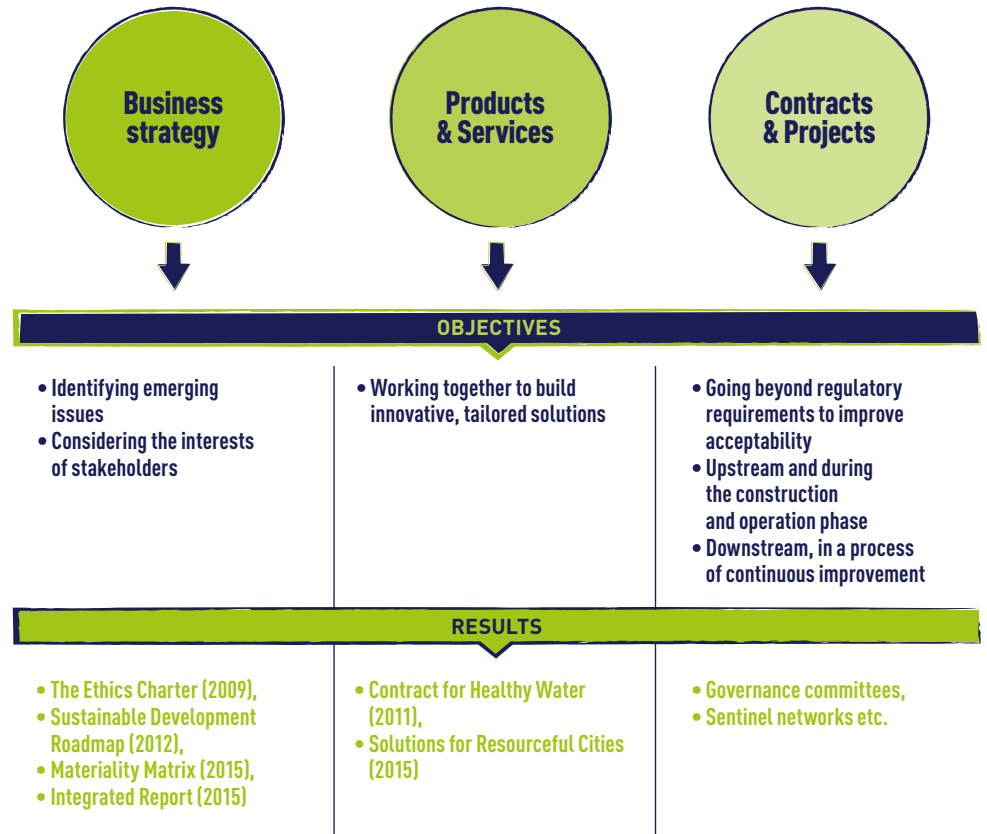 Business
strategy
Products
& Services
Contracts
& Projects
OBJECTIVES
• Identifying emerging
issues
• Considering the interests
of stakeholders
• Working together to build
innovative, tailored solutions
• Going beyond regulatory
requirements to improve
acceptability
• Upstream and during
the construction
and operation phase
• Downstream, in a process
of continuous improvement
RESULTS
• The Ethics Charter (2009),
• Sustainable Development
Roadmap (2012),
• Materiality Matrix (2015),
• Integrated Report (2015)
• Contract for Healthy Water
(2011),
• Solutions for Resourceful Cities
(2015)
• Governance committees,
• Sentinel networks etc.